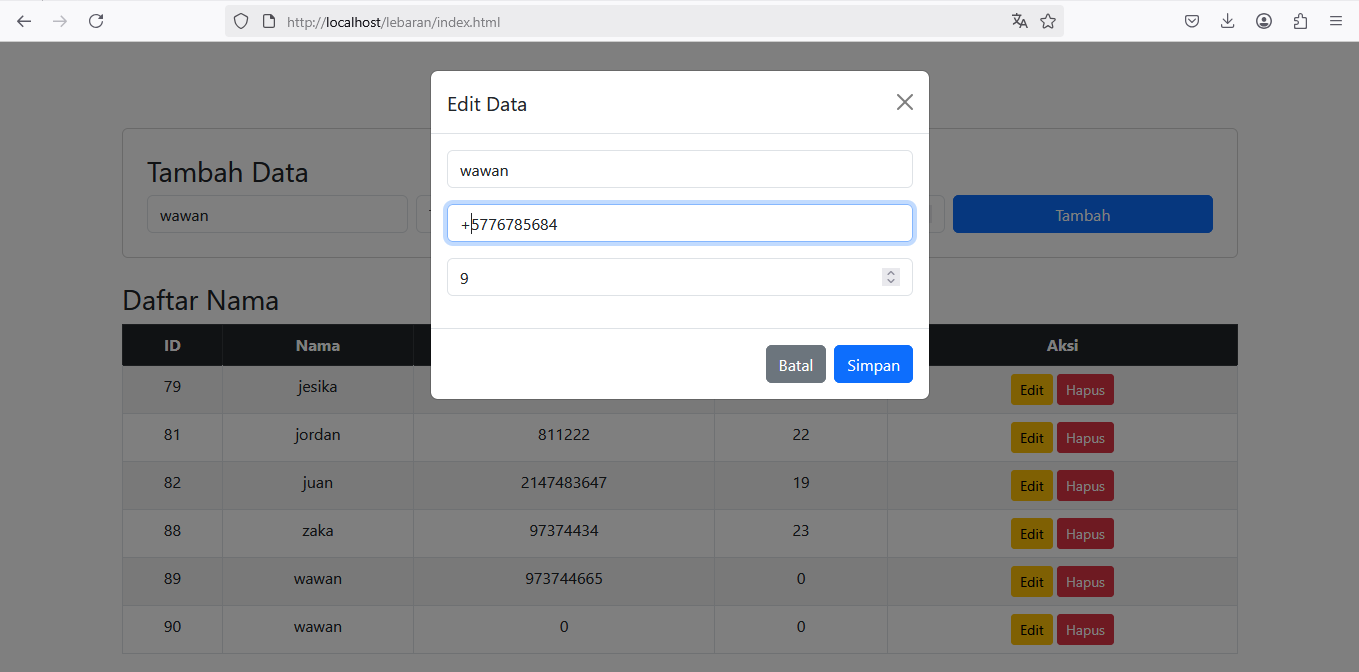 http://localhost/lebaran/index.html
Edit Data
wawan
+5776785684
9
Batal Simpan
Tambah Data
wawan Tambah
Daftar Nama
ID Nama Aksi
79 jesika Edit Hapus
81 jordan 811222 22 Edit Hapus
82 juan 2147483647 19 Edit Hapus
88 zaka 97374434 23 Edit Hapus
89 wawan 973744665 0 Edit Hapus
90 wawan 0 0 Edit Hapus